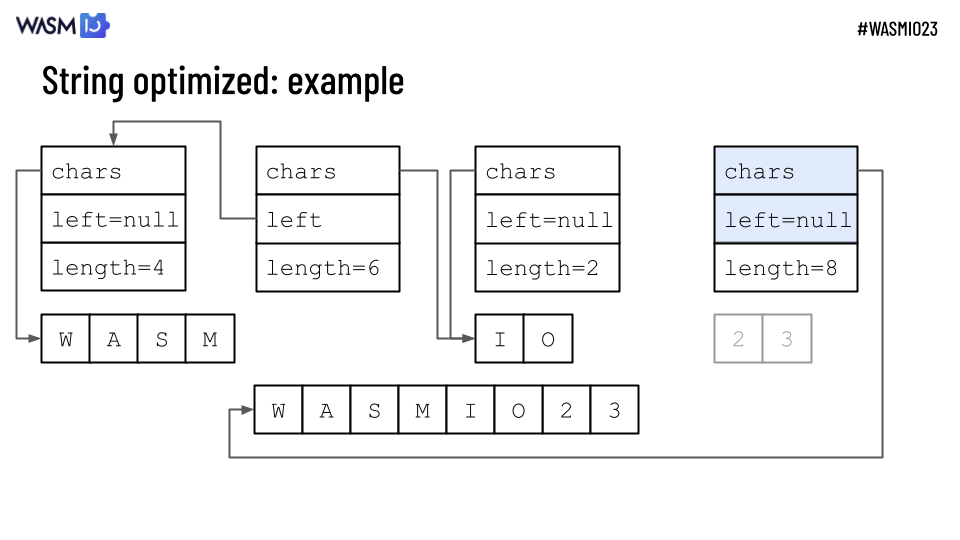 WASM IO
#WASMIO23
String optimized: example
chars chars chars chars
left=null left left=null left=null
length=4 length=6 length=2 length=8
W A S M I O 2 3
W A S M I O 2 3